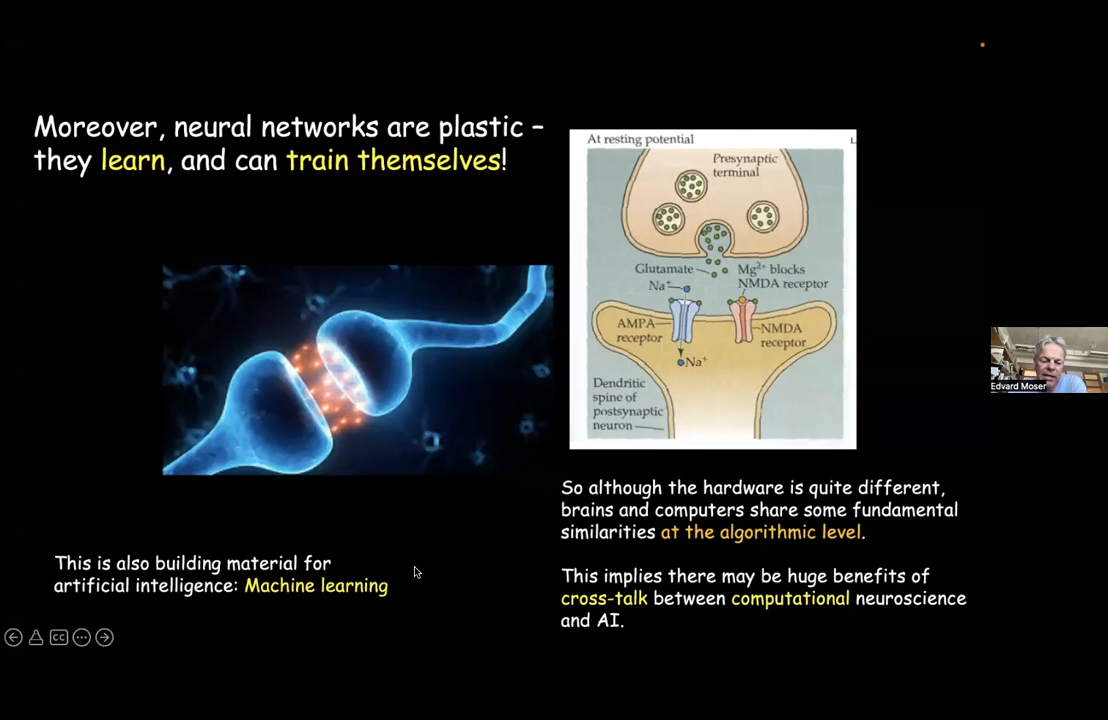 Moreover, neural networks are plastic –
they learn, and can train themselves!
At resting potential
Presynaptic
terminal
Glutamate
Mg2+ blocks
NMDA receptor
Na+
AMPA
receptor
NMDA
receptor
Na+
Dendritic
spine of
postsynaptic
neuron
So although the hardware is quite different,
brains and computers share some fundamental
similarities at the algorithmic level.
This is also building material for
artificial intelligence: Machine learning
This implies there may be huge benefits of
cross-talk between computational neuroscience
and AI.
Edvard Moser
CC